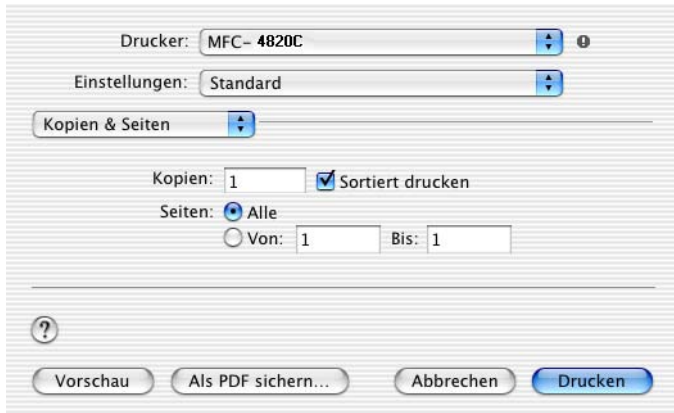 Drucker: MFC- 4820C
Einstellungen: Standard
Kopien & Seiten
Kopien: 1 Sortiert drucken
Seiten: Alle
Von: 1 Bis: 1
?
Vorschau Als PDF sichern... Abbrechen Drucken